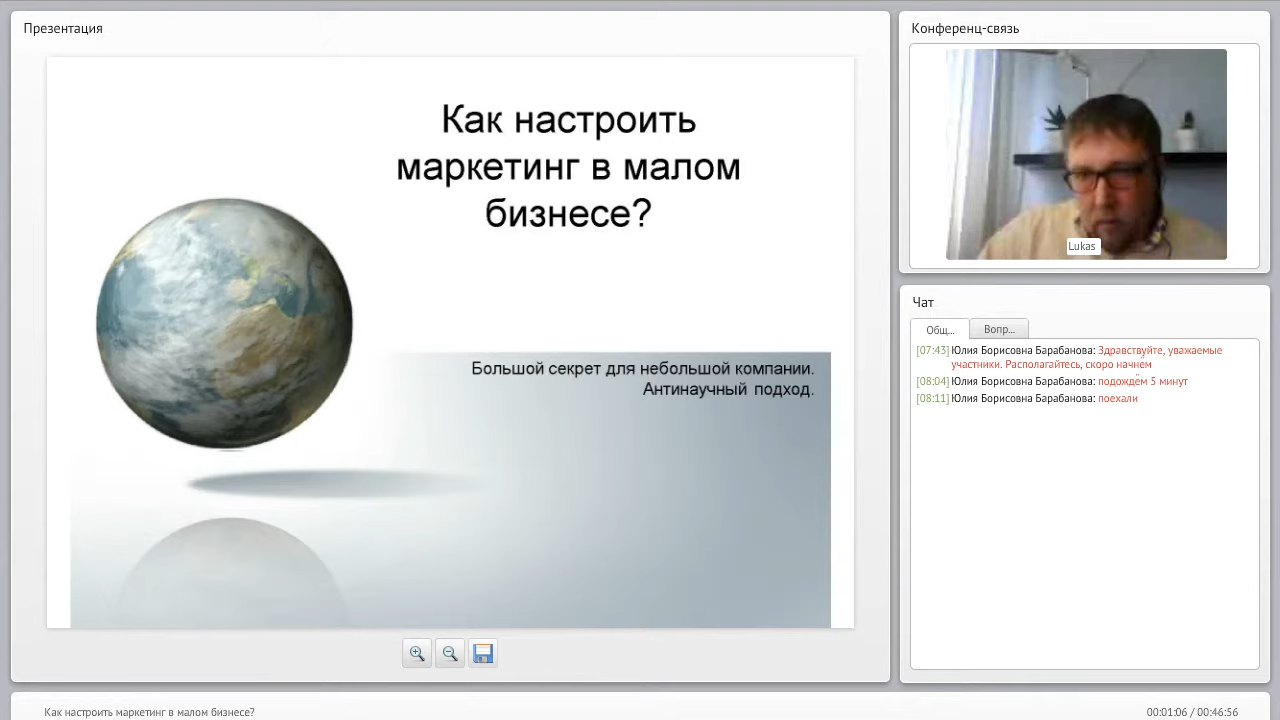 Презентация
Как настроить
маркетинг в малом
бизнесе?
Большой секрет для небольшой компании.
Антинаучный подход.
Конференц-связь
Lukas
Чат
Общ...
Вопр...
[07:43] Юлия Борисовна Барабанова: Здравствуйте, уважаемые
участники. Располагайтесь, скоро начнём
[08:04] Юлия Борисовна Барабанова: подождём 5 минут
[08:11] Юлия Борисовна Барабанова: поехали
Как настроить маркетинг в малом бизнесе?
00:01:06 / 00:46:56